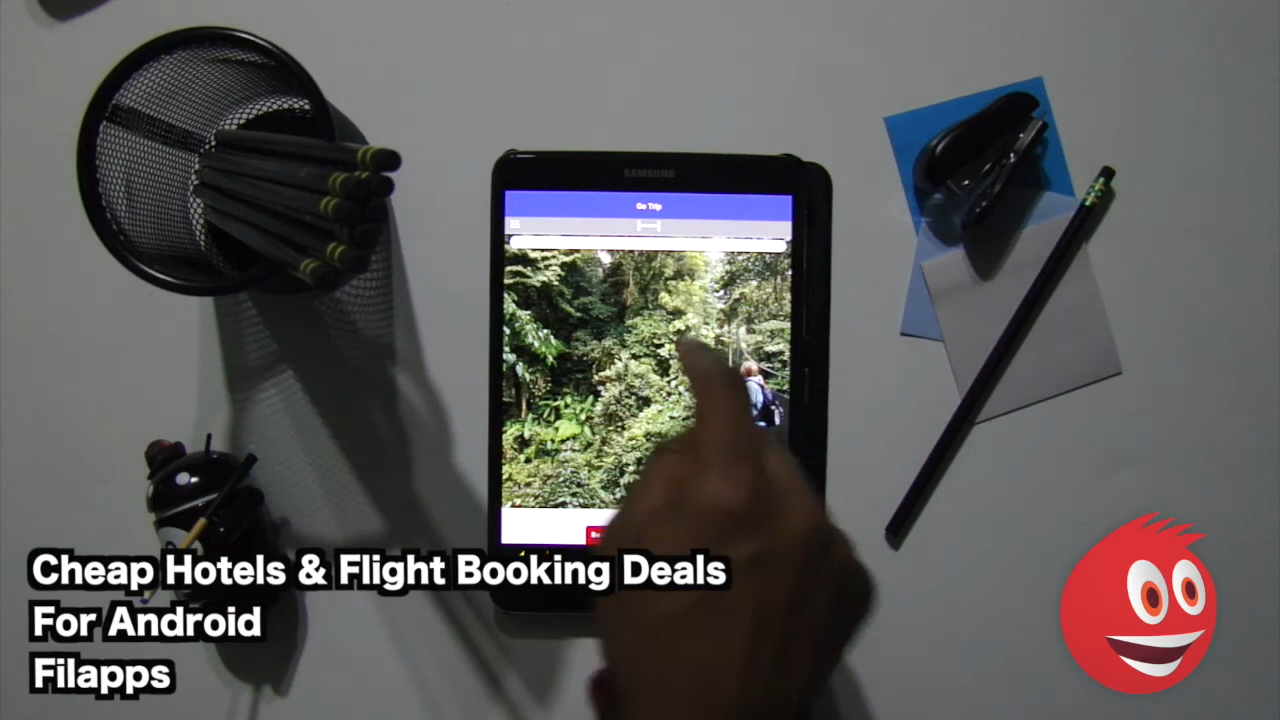 SAMSUNG
Go Trip
Cheap Hotels & Flight Booking Deals
For Android
Filapps